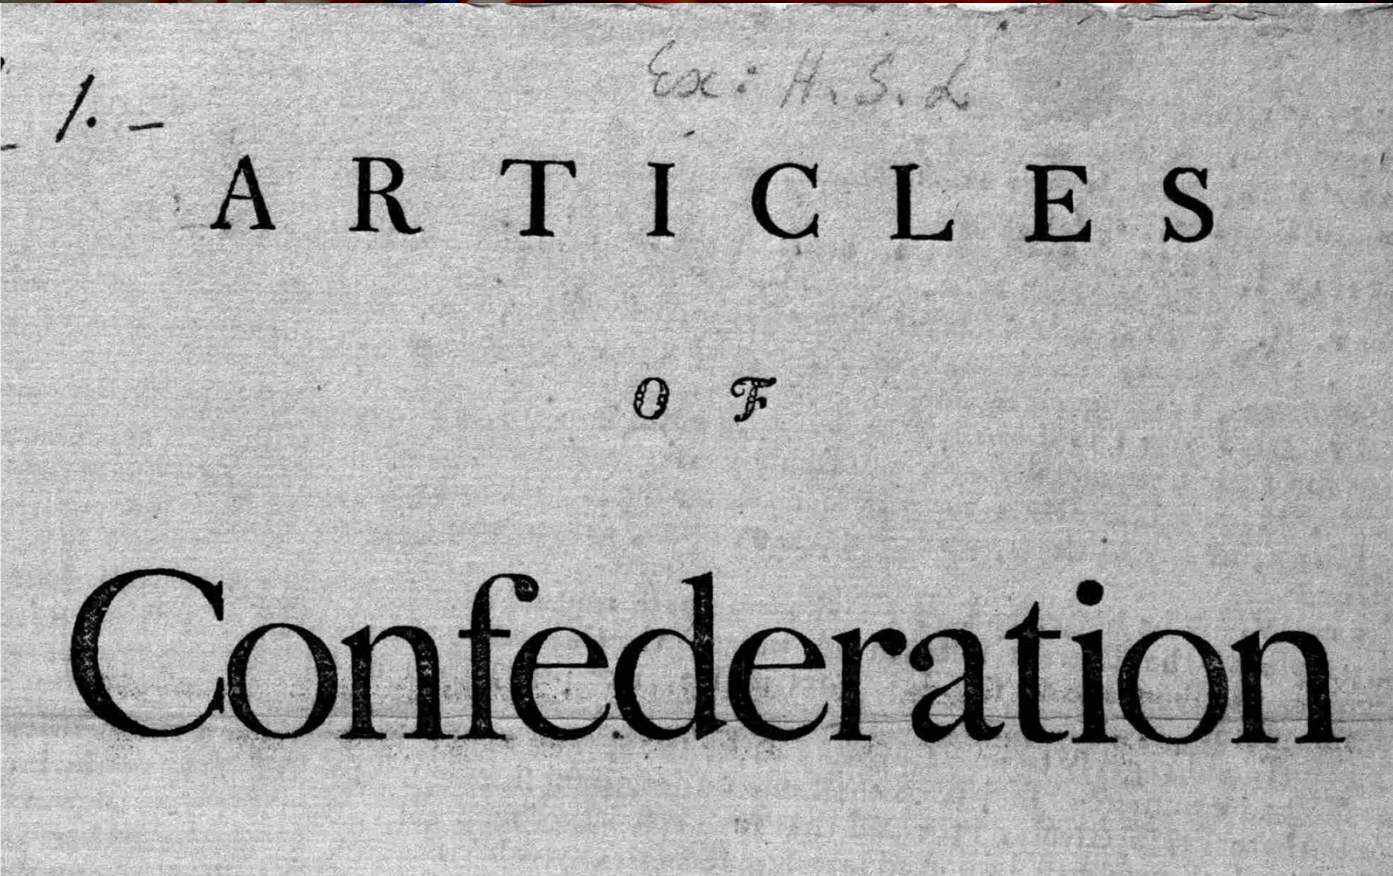 Ex: H. S. L
1. -
ARTICLES
OF
Confederation